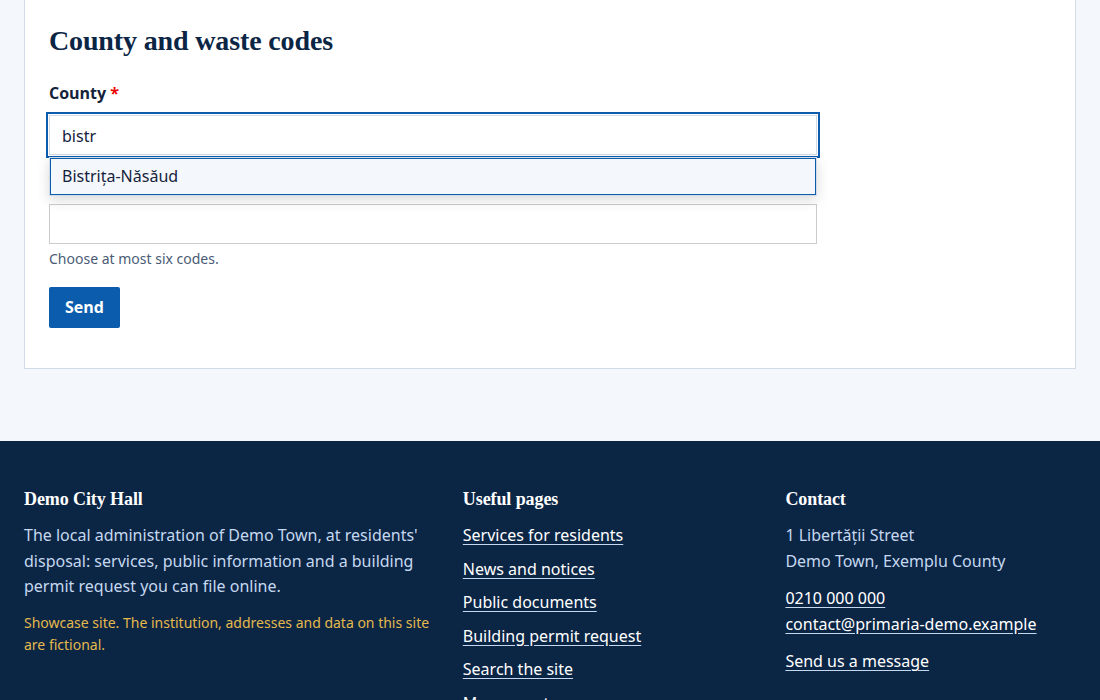 County and waste codes
County *
bistr
Bistrița-Năsăud
Choose at most six codes.
Send
Demo City Hall
The local administration of Demo Town, at residents'
disposal: services, public information and a building
permit request you can file online.
Showcase site. The institution, addresses and data on this site
are fictional.
Useful pages
Services for residents
News and notices
Public documents
Building permit request
Search the site
Contact
1 Libertății Street
Demo Town, Exemplu County
0210 000 000
contact@primaria-demo.example
Send us a message